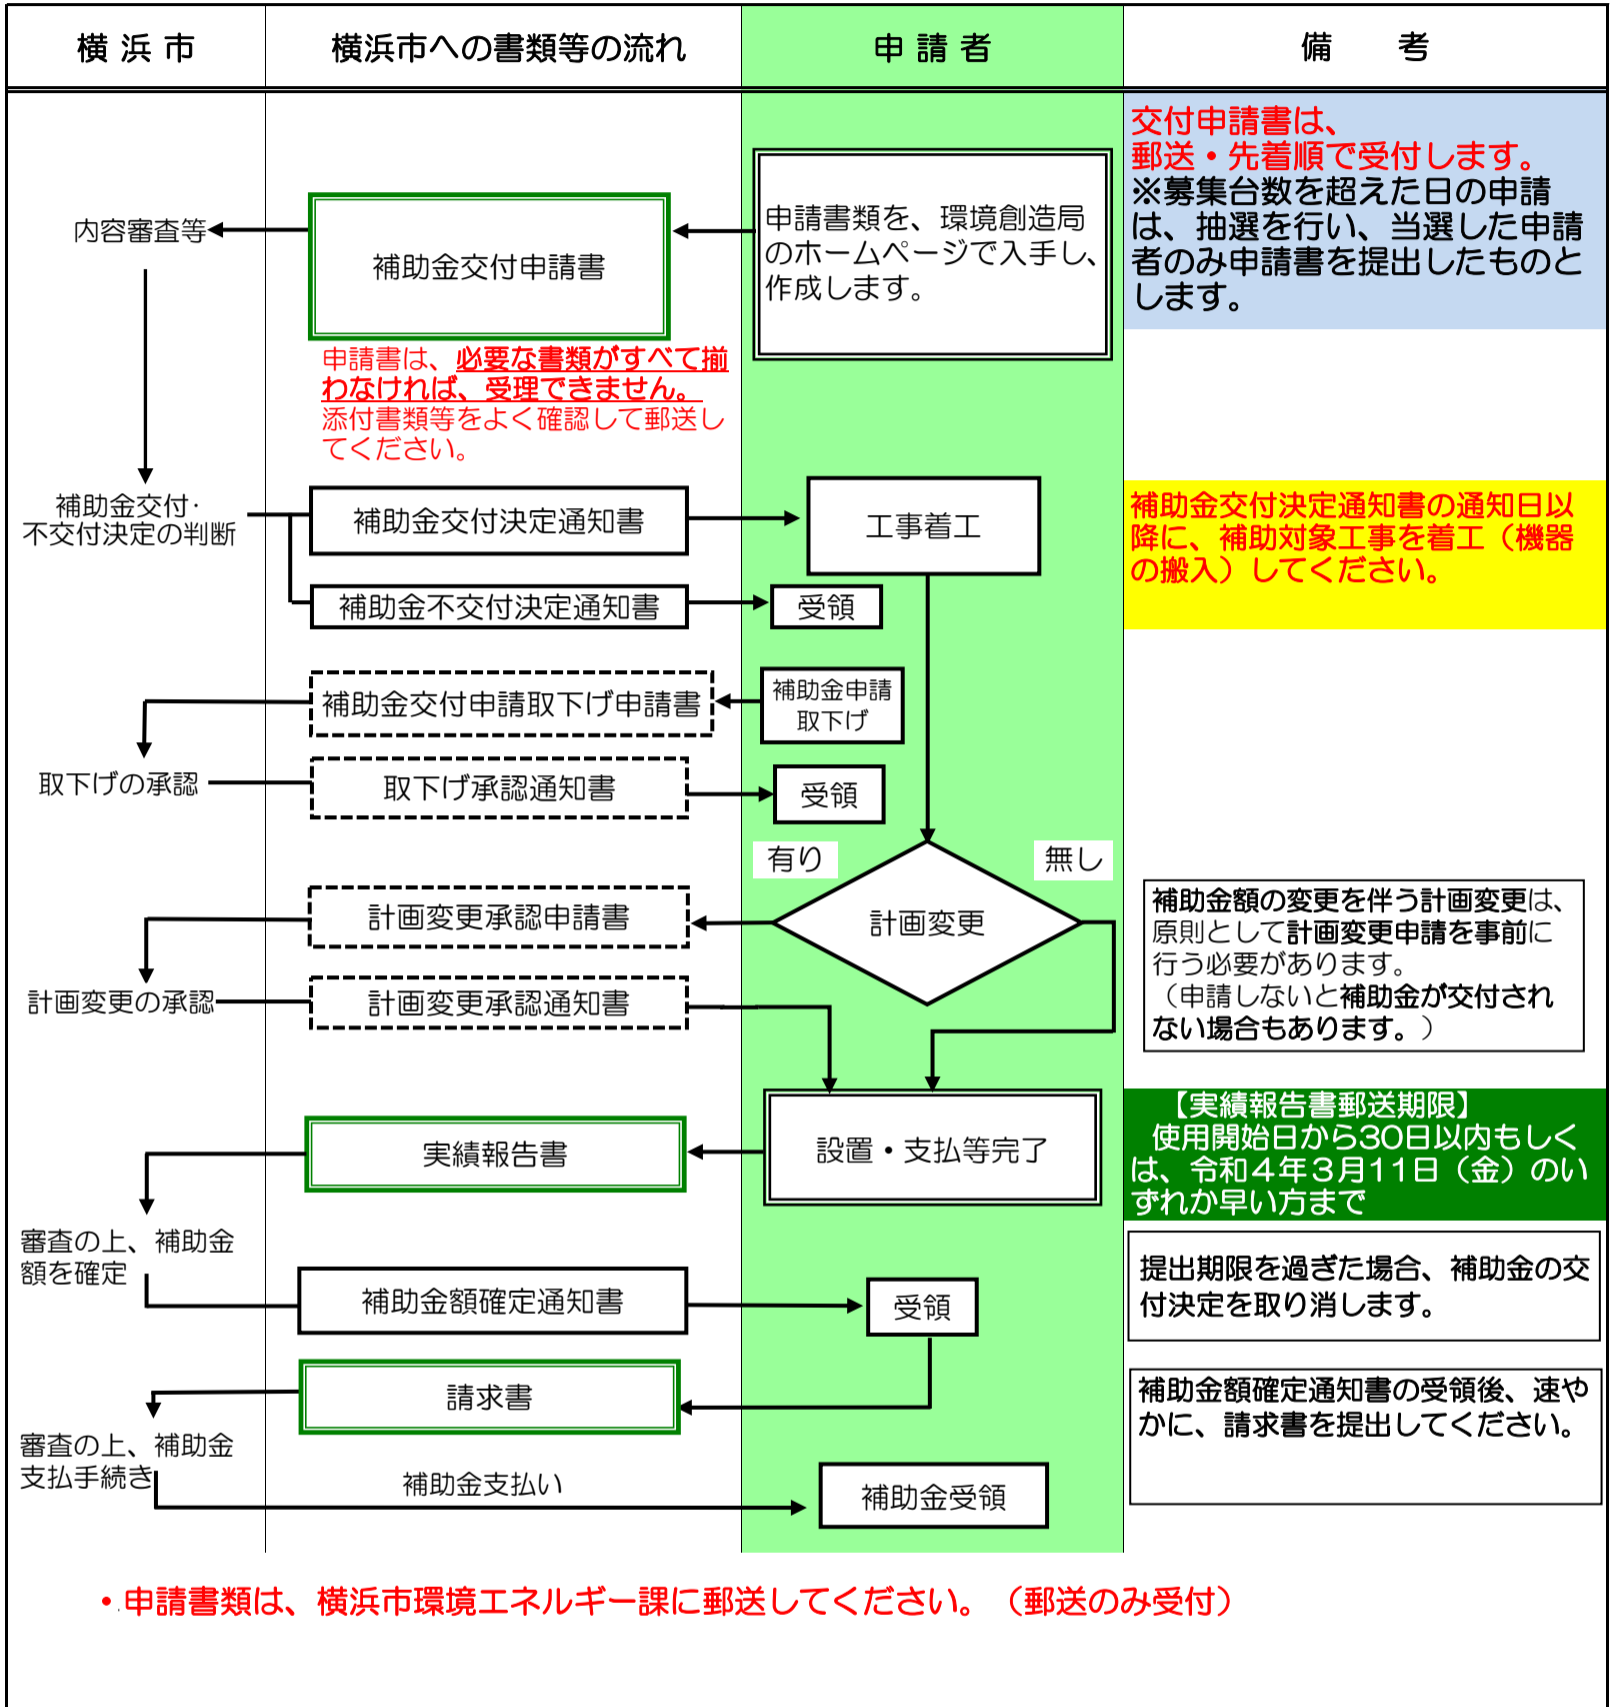 横浜市
横浜市への書類等の流れ
申請者
備　考
内容審査等
補助金交付申請書
申請書類を、環境創造局
のホームページで入手し、
作成します。
交付申請書は、
郵送・先着順で受付します。
※募集台数を超えた日の申請
は、抽選を行い、当選した申請
者のみ申請書を提出したものと
します。
申請書は、必要な書類がすべて揃
わなければ、受理できません。
添付書類等をよく確認して郵送し
てください。
補助金交付・
不交付決定の判断
補助金交付決定通知書
工事着工
補助金交付決定通知書の通知日以
降に、補助対象工事を着工（機器
の搬入）してください。
補助金不交付決定通知書
受領
補助金交付申請取下げ申請書
補助金申請
取下げ
取下げの承認
取下げ承認通知書
受領
有り
無し
計画変更承認申請書
計画変更
補助金額の変更を伴う計画変更は、
原則として計画変更申請を事前に
行う必要があります。
（申請しないと補助金が交付され
ない場合もあります。）
計画変更の承認
計画変更承認通知書
実績報告書
設置・支払等完了
【実績報告書郵送期限】
使用開始日から30日以内もしく
は、令和４年３月11日（金）のい
ずれか早い方まで
審査の上、補助金
額を確定
補助金額確定通知書
受領
提出期限を過ぎた場合、補助金の交
付決定を取り消します。
請求書
補助金額確定通知書の受領後、速や
かに、請求書を提出してください。
審査の上、補助金
支払手続き
補助金支払い
補助金受領
・申請書類は、横浜市環境エネルギー課に郵送してください。（郵送のみ受付）